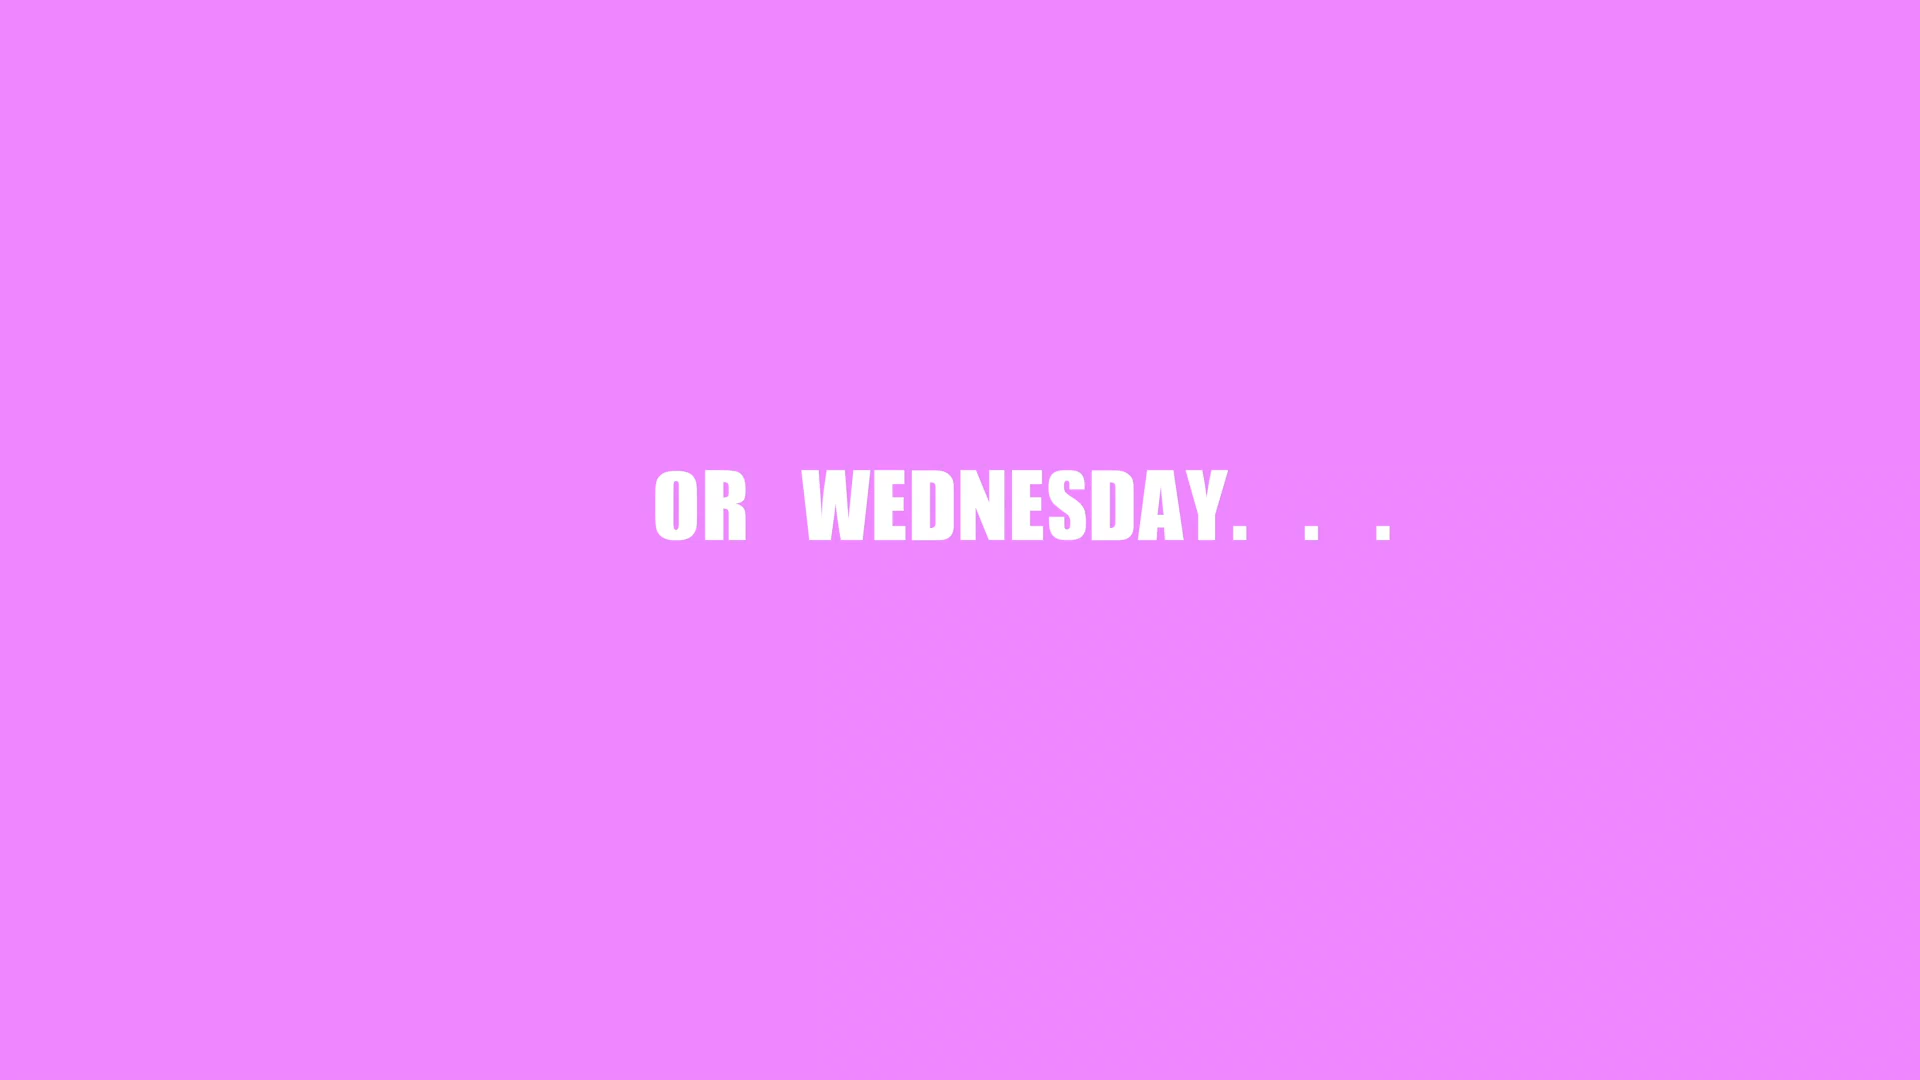 OR WEDNESDAY. . .